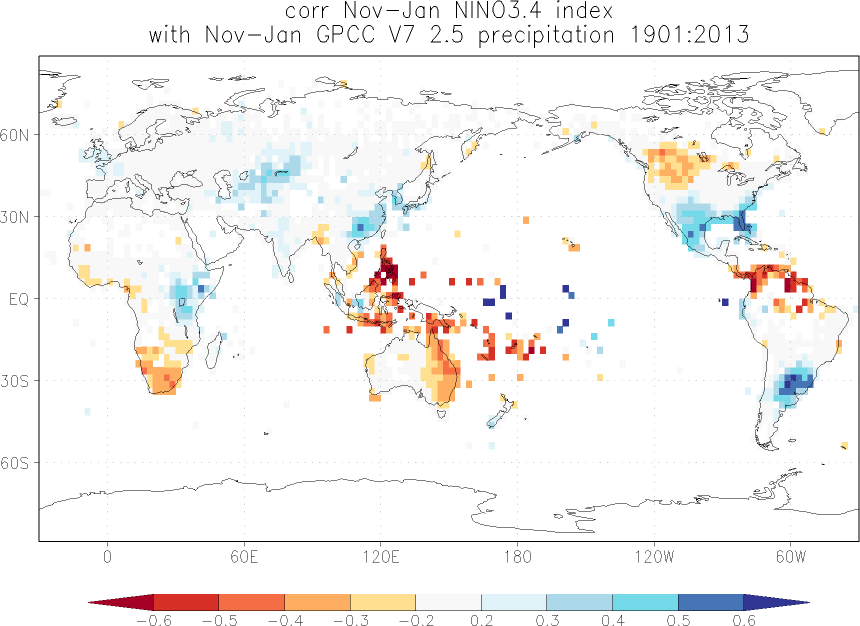 corr Nov-Jan NINO3.4 index
with Nov-Jan GPCC V7 2.5 precipitation 1901:2013
60N
30N
EQ
30S
60S
0 60E 120E 180 120W 60W
-0.6 -0.5 -0.4 -0.3 -0.2 0.2 0.3 0.4 0.5 0.6